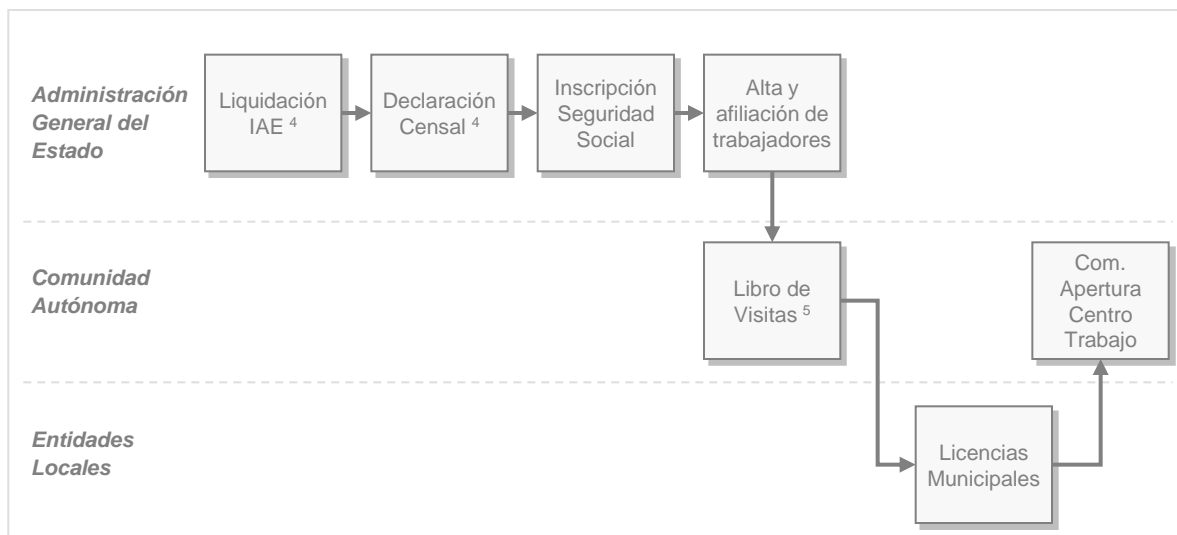 Administración
General del
Estado
Liquidación
IAE 4
Declaración
Censal 4
Inscripción
Seguridad
Social
Alta y
afiliación de
trabajadores
Comunidad
Autónoma
Libro de
Visitas 5
Com.
Apertura
Centro
Trabajo
Entidades
Locales
Licencias
Municipales